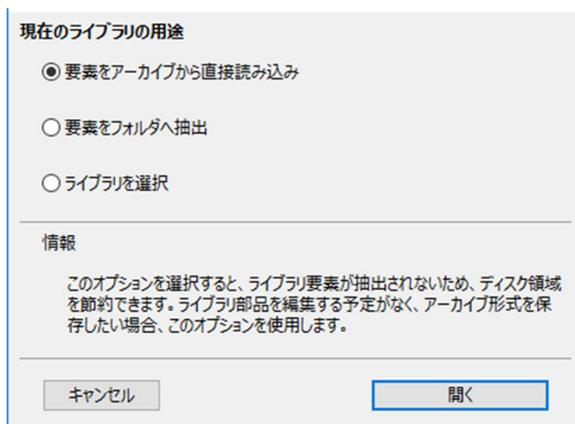 現在のライブラリの用途
要素をアーカイブから直接読み込み
要素をフォルダへ抽出
ライブラリを選択
情報
このオプションを選択すると、ライブラリ要素が抽出されないため、ディスク領域
を節約できます。ライブラリ部品を編集する予定がなく、アーカイブ形式を保
存したい場合、このオプションを使用します。
キャンセル
開く